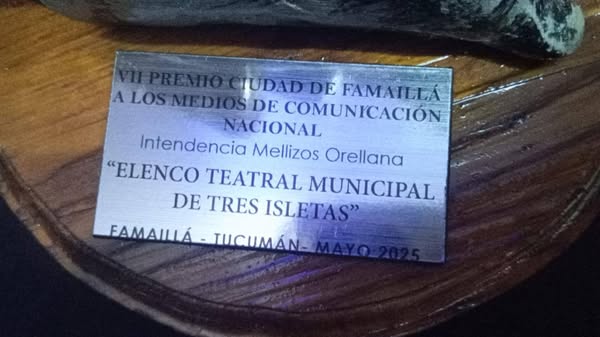 VII PREMIO CIUDAD DE FAMAILLÁ
A LOS MEDIOS DE COMUNICACIÓN
NACIONAL
Intendencia Mellizos Orellana
“ELENCO TEATRAL MUNICIPAL
DE TRES ISLETAS”
FAMAILLÁ - TUCUMÁN- MAYO 2025